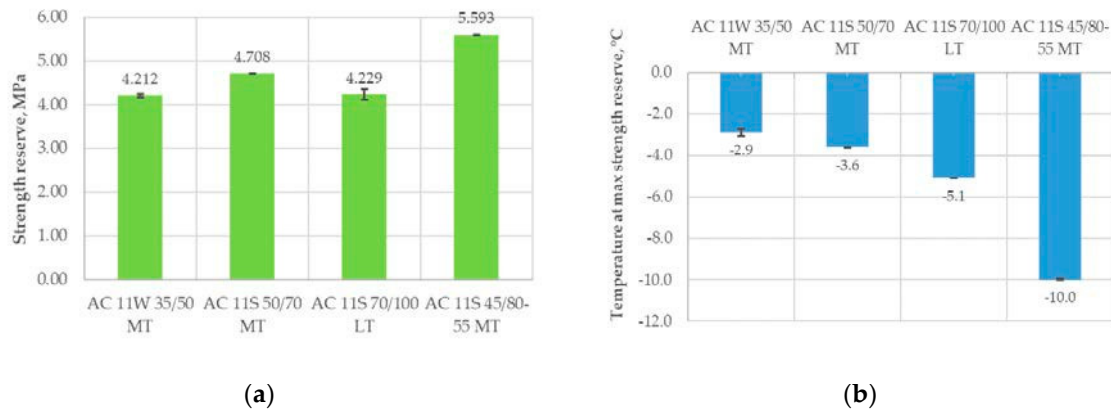 Strength reserve, MPa
6.00
5.00
4.00
3.00
2.00
1.00
0.00
4.212
4.708
4.229
5.593
AC 11W 35/50
MT
AC 11S 50/70
MT
AC 11S 70/100
LT
AC 11S 45/80-
55 MT
(a)
Temperature at max strength reserve, °C
AC 11W 35/50
MT
AC 11S 50/70
MT
AC 11S 70/100
LT
AC 11S 45/80-
55 MT
0.0
-2.0
-4.0
-6.0
-8.0
-10.0
-12.0
-2.9
-3.6
-5.1
-10.0
(b)